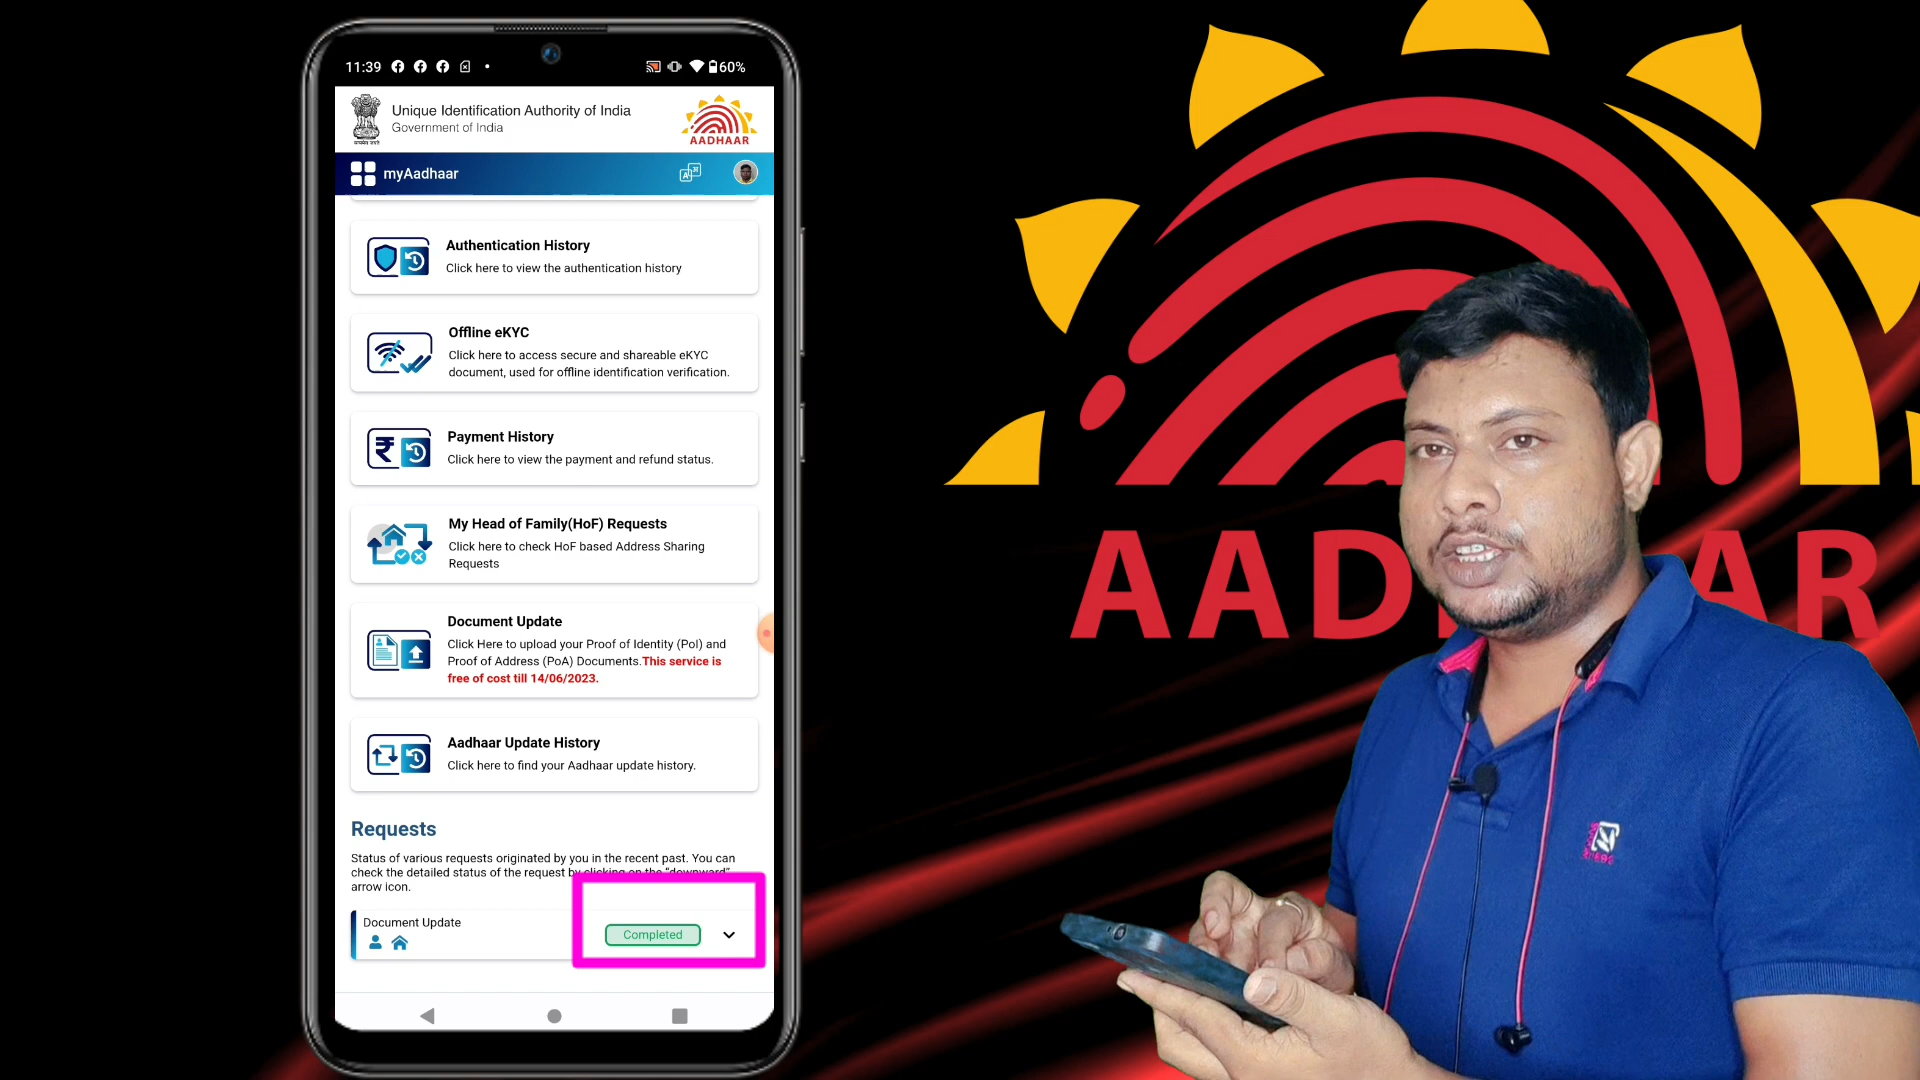 11:39
60%
Unique Identification Authority of India
Government of India
AADHAAR
myAadhaar
Authentication History
Click here to view the authentication history
Offline eKYC
Click here to access secure and shareable eKYC
document, used for offline identification verification.
Payment History
Click here to view the payment and refund status.
My Head of Family(HoF) Requests
Click here to check HoF based Address Sharing
Requests
Document Update
Click Here to upload your Proof of Identity (PoI) and
Proof of Address (PoA) Documents.This service is
free of cost till 14/06/2023.
Aadhaar Update History
Click here to find your Aadhaar update history.
Requests
Status of various requests originated by you in the recent past. You can
check the detailed status of the request by clicking on the "downward"
arrow icon.
Document Update
Completed
AAD AR